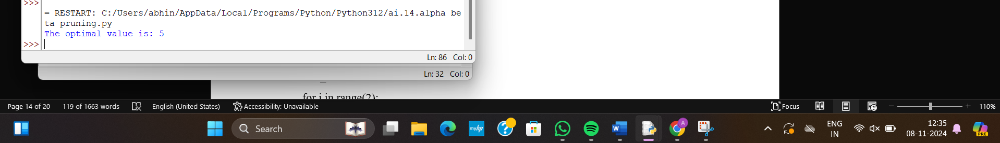 >>>
= RESTART: C:/Users/abhin/AppData/Local/Programs/Python/Python312/ai.14.alpha be
ta pruning.py
The optimal value is: 5
>>>
Ln: 86 Col: 0
Ln: 32 Col: 0
for i in range(2):
Page 14 of 20 119 of 1663 words English (United States) Accessibility: Unavailable Focus 110%
Search myhp ENG IN 12:35 08-11-2024 A PRE